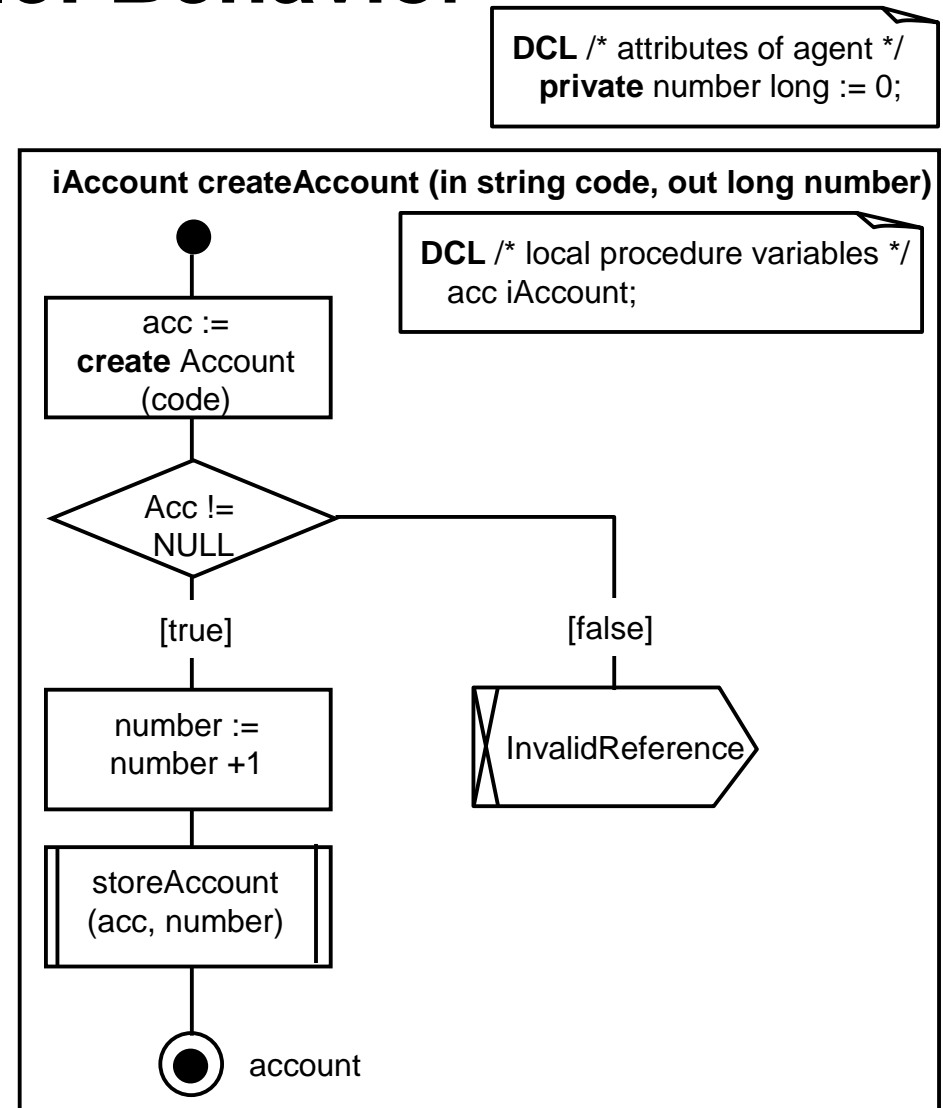 DCL /* attributes of agent */
private number long := 0;
iAccount createAccount (in string code, out long number)
DCL /* local procedure variables */
acc iAccount;
acc :=
create Account
(code)
Acc !=
NULL
[true]
[false]
number :=
number +1
InvalidReference
storeAccount
(acc, number)
account